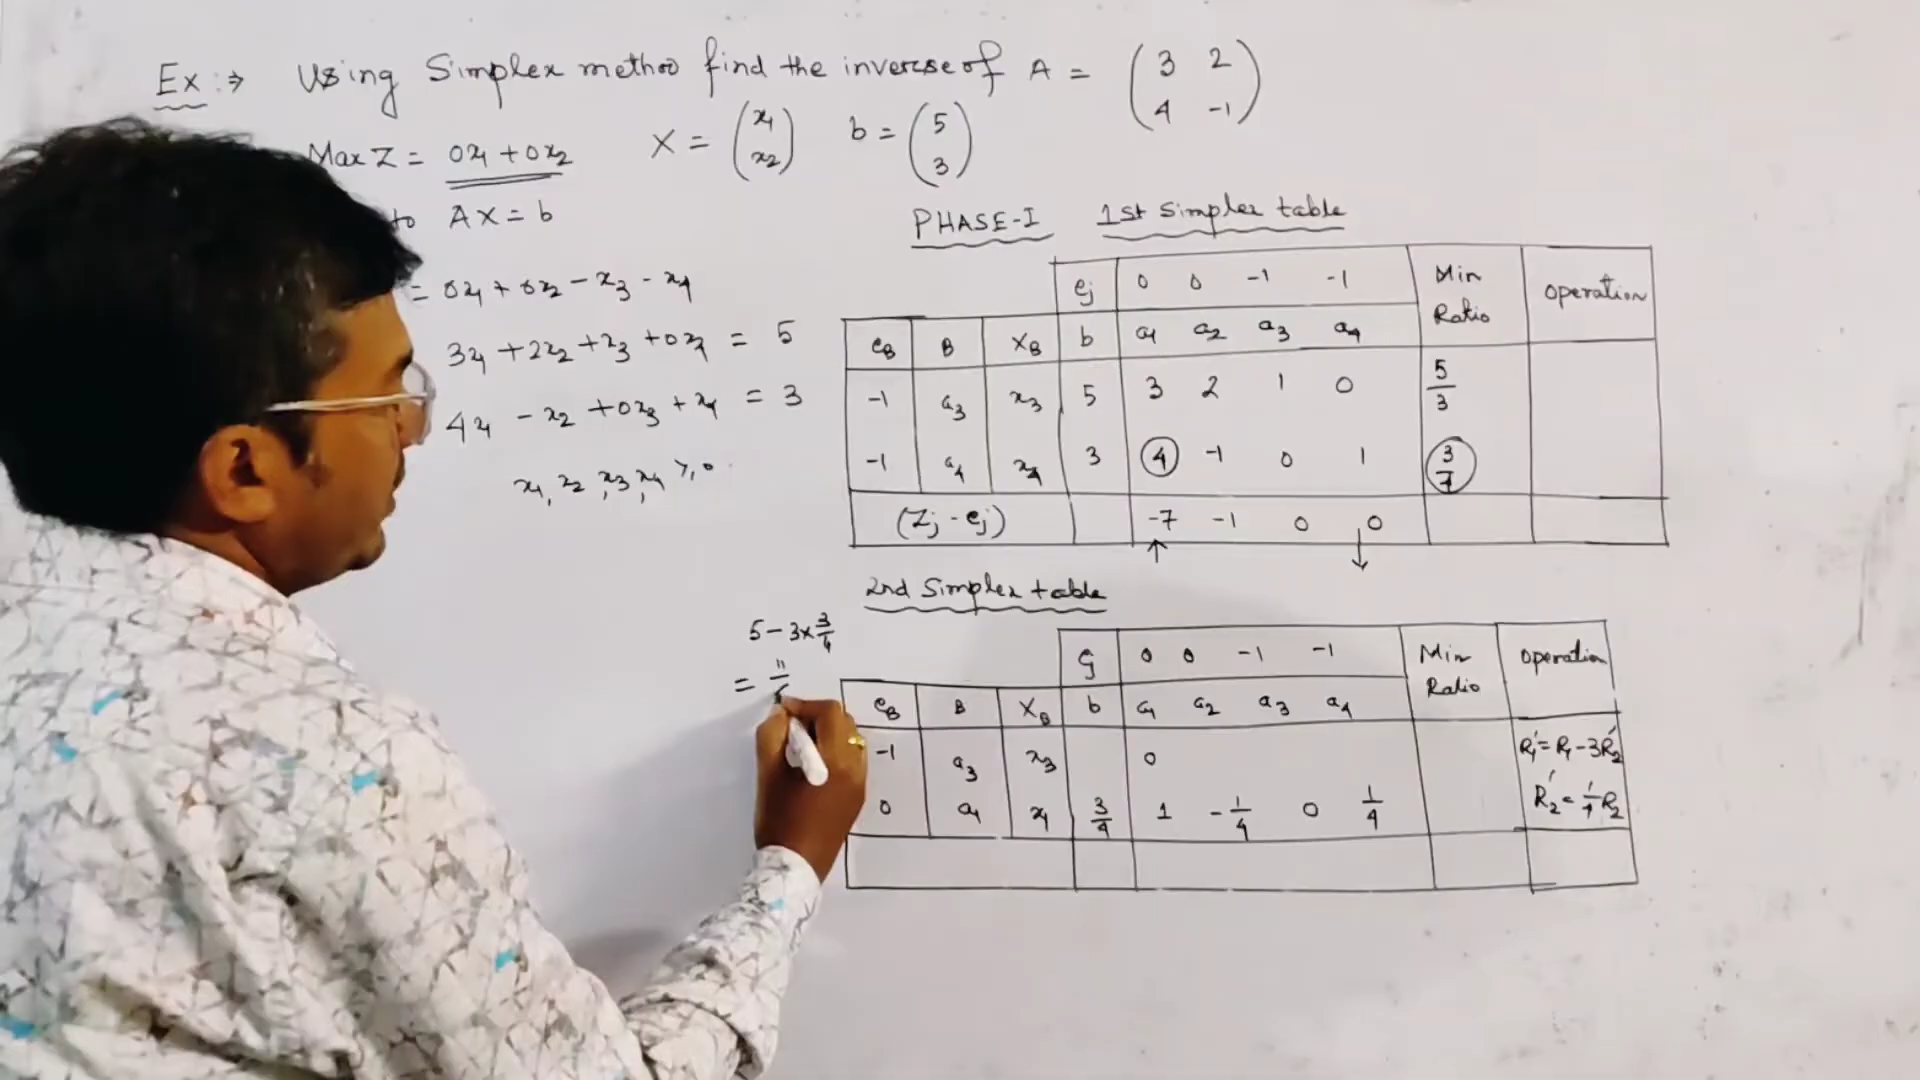 Ex :⇒ Using Simplex method find the inverse of A = (3 2
4 -1)
Max Z = 0x₁ + 0x₂ X = (x₁ b = (5
x₂) 3)
to AX = b
= 0x₁ + 0x₂ - x₃ - x₄
3x₁ + 2x₂ + x₃ + 0x₄ = 5
4x₁ - x₂ + 0x₃ + x₄ = 3
x₁, x₂, x₃, x₄ ≥ 0
PHASE-I 1st Simplex table
cj 0 0 -1 -1 Min Ratio operation
cB B XB b a₁ a₂ a₃ a₄
-1 a₃ x₃ 5 3 2 1 0 5/3
-1 a₄ x₄ 3 4 -1 0 1 3/4
(Zj - cj) -7 -1 0 0
↑ ↓
2nd Simplex table
5 - 3 × 3/4
= 11
cj 0 0 -1 -1 Min Ratio operation
cB B XB b a₁ a₂ a₃ a₄
-1 a₃ x₃ 0 R₁' = R₁ - 3R₂'
0 a₁ x₁ 3/4 1 -1/4 0 1/4 R₂' = 1/4 R₂